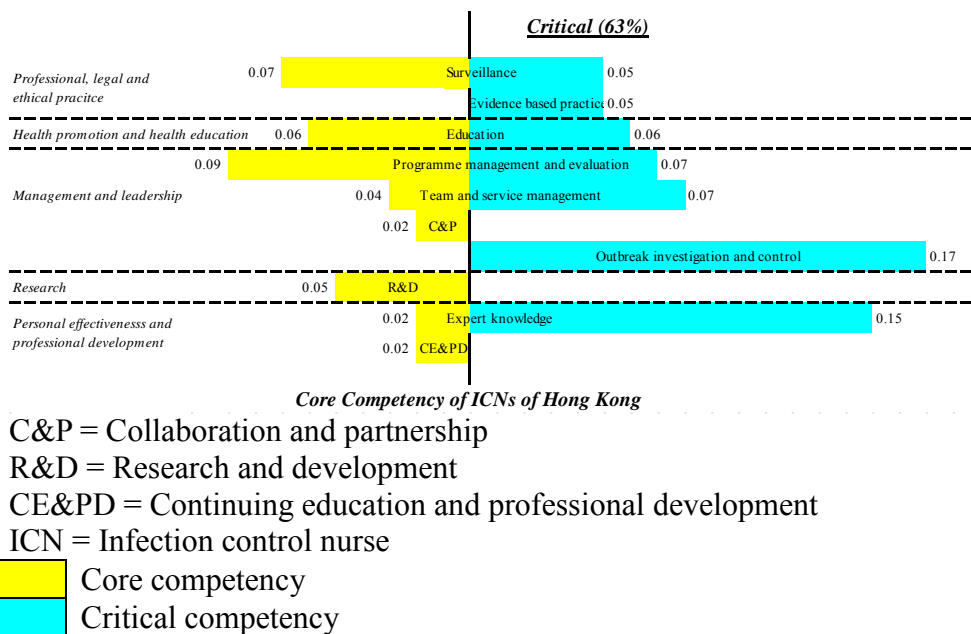 Critical (63%)
0.07 Surveillance 0.05
Professional, legal and
ethical pracitce
Evidence based practice 0.05
Health promotion and health education 0.06 Education 0.06
0.09 Programme management and evaluation 0.07
Management and leadership 0.04 Team and service management 0.07
0.02 C&P
Outbreak investigation and control 0.17
Research 0.05 R&D
Personal effectivenesss and
professional development
0.02 Expert knowledge 0.15
0.02 CE&PD
Core Competency of ICNs of Hong Kong
C&P = Collaboration and partnership
R&D = Research and development
CE&PD = Continuing education and professional development
ICN = Infection control nurse
Core competency
Critical competency